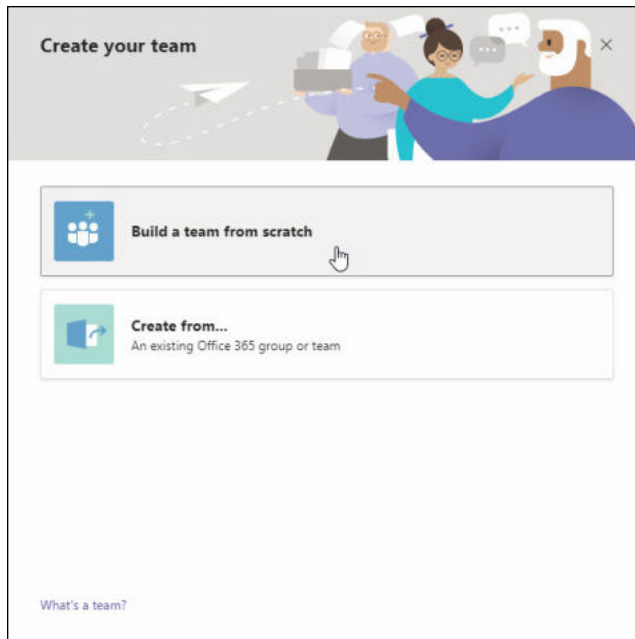 Create your team
Build a team from scratch
Create from...
An existing Office 365 group or team
What's a team?